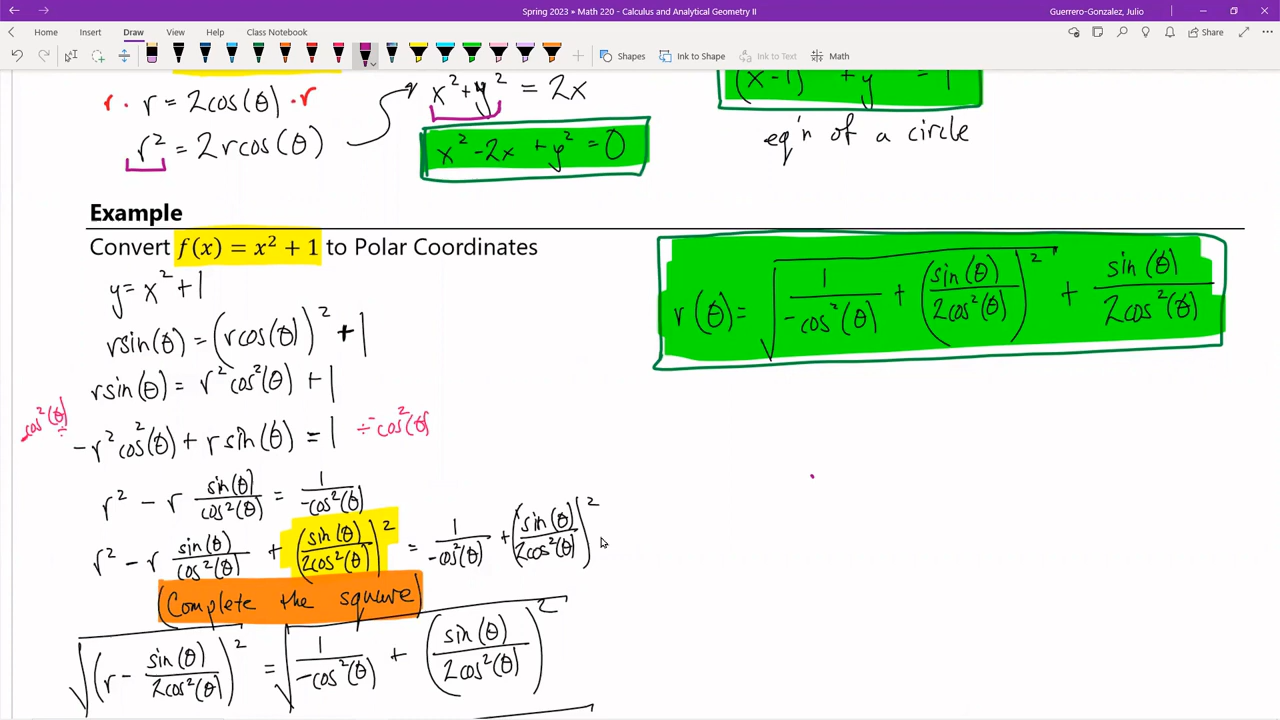 Spring 2023 » Math 220 - Calculus and Analytical Geometry II
Guerrero-Gonzalez, Julio
Home Insert Draw View Help Class Notebook
Share
Shapes Ink to Shape Ink to Text Math
r · r = 2cos(θ) · r
x² + y² = 2x
(x-1) + y = 1
r² = 2rcos(θ)
x² - 2x + y² = 0
eq'n of a circle
Example
Convert f(x) = x² + 1 to Polar Coordinates
y = x² + 1
r(θ) = √(1/(-cos²(θ)) + (sin(θ)/(2cos²(θ)))²) + sin(θ)/(2cos²(θ))
rsin(θ) = (rcos(θ))² + 1
rsin(θ) = r²cos²(θ) + 1
-cos²(θ) ÷
-r²cos²(θ) + rsin(θ) = 1
÷ -cos²(θ)
r² - r sin(θ)/cos²(θ) = 1/(-cos²(θ))
r² - r sin(θ)/cos²(θ) + (sin(θ)/(2cos²(θ)))² = 1/(-cos²(θ)) + (sin(θ)/(2cos²(θ)))²
Complete the square
√((r - sin(θ)/(2cos²(θ)))²) = √(1/(-cos²(θ)) + (sin(θ)/(2cos²(θ)))²)